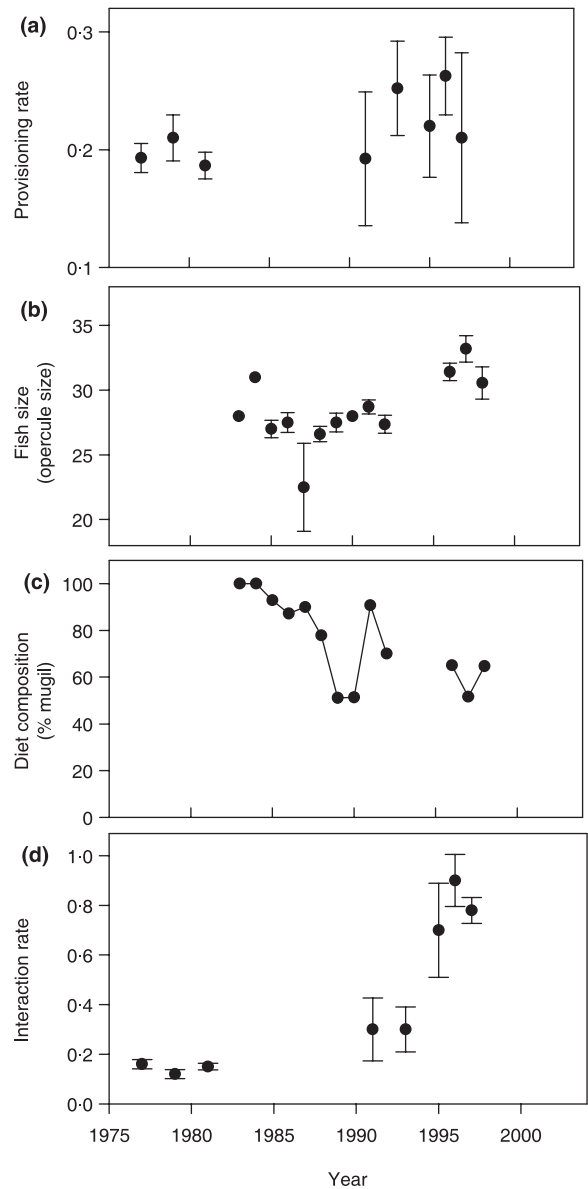 (a)
Provisioning rate
0·3
0·2
0·1
(b)
Fish size
(opercule size)
35
30
25
20
(c)
Diet composition
(% mugil)
100
80
60
40
20
0
(d)
Interaction rate
1·0
0·8
0·6
0·4
0·2
0·0
1975 1980 1985 1990 1995 2000
Year